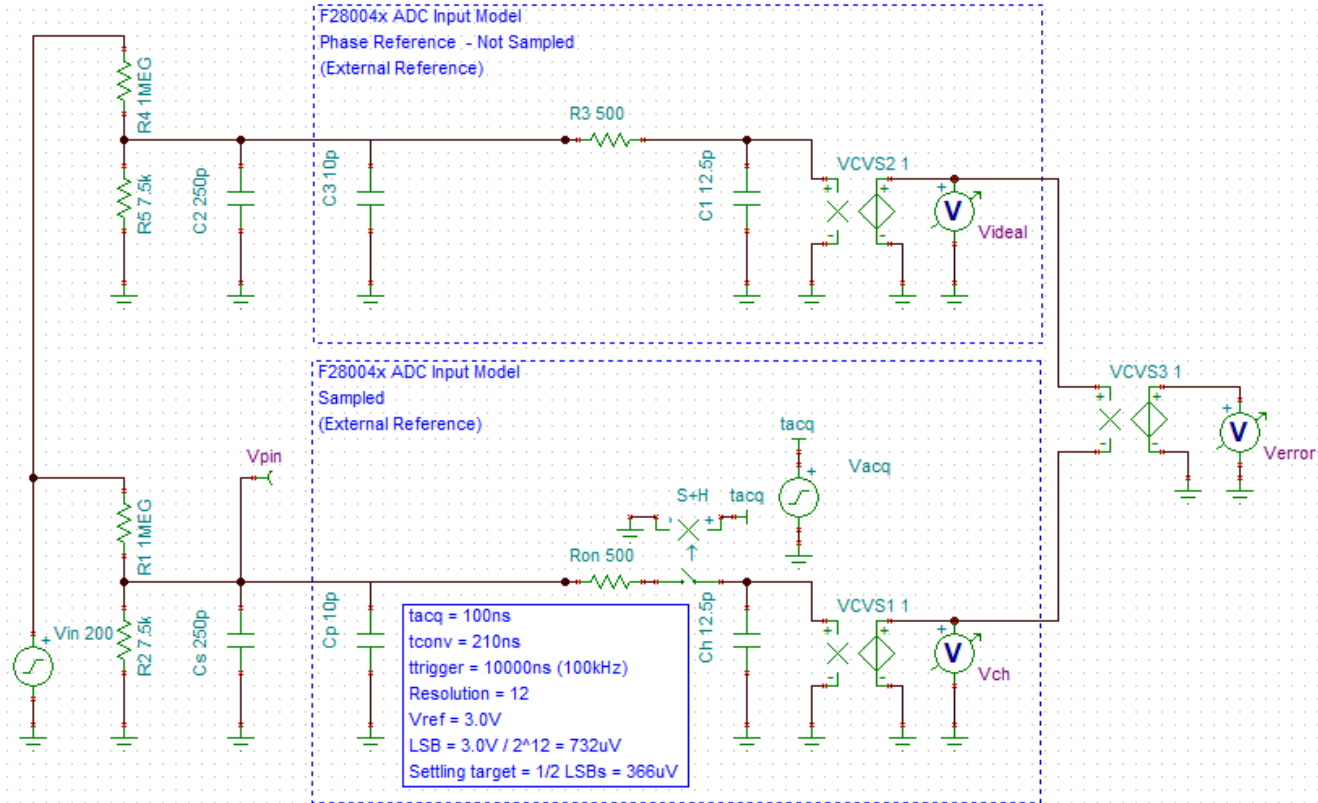 F28004x ADC Input Model
Phase Reference - Not Sampled
(External Reference)
R4 1MEG
R5 7.5k
C2 250p
C3 10p
R3 500
C1 12.5p
VCVS2 1
+
-
+
-
+
V
Videal
F28004x ADC Input Model
Sampled
(External Reference)
VCVS3 1
+
-
+
-
+
V
Verror
Vpin
tacq
+
Vacq
S+H
-
+
tacq
R1 1MEG
Ron 500
Vin 200
+
R2 7.5k
Cs 250p
Cp 10p
tacq = 100ns
tconv = 210ns
ttrigger = 10000ns (100kHz)
Resolution = 12
Vref = 3.0V
LSB = 3.0V / 2^12 = 732uV
Settling target = 1/2 LSBs = 366uV
Ch 12.5p
VCVS1 1
+
-
+
-
+
V
Vch